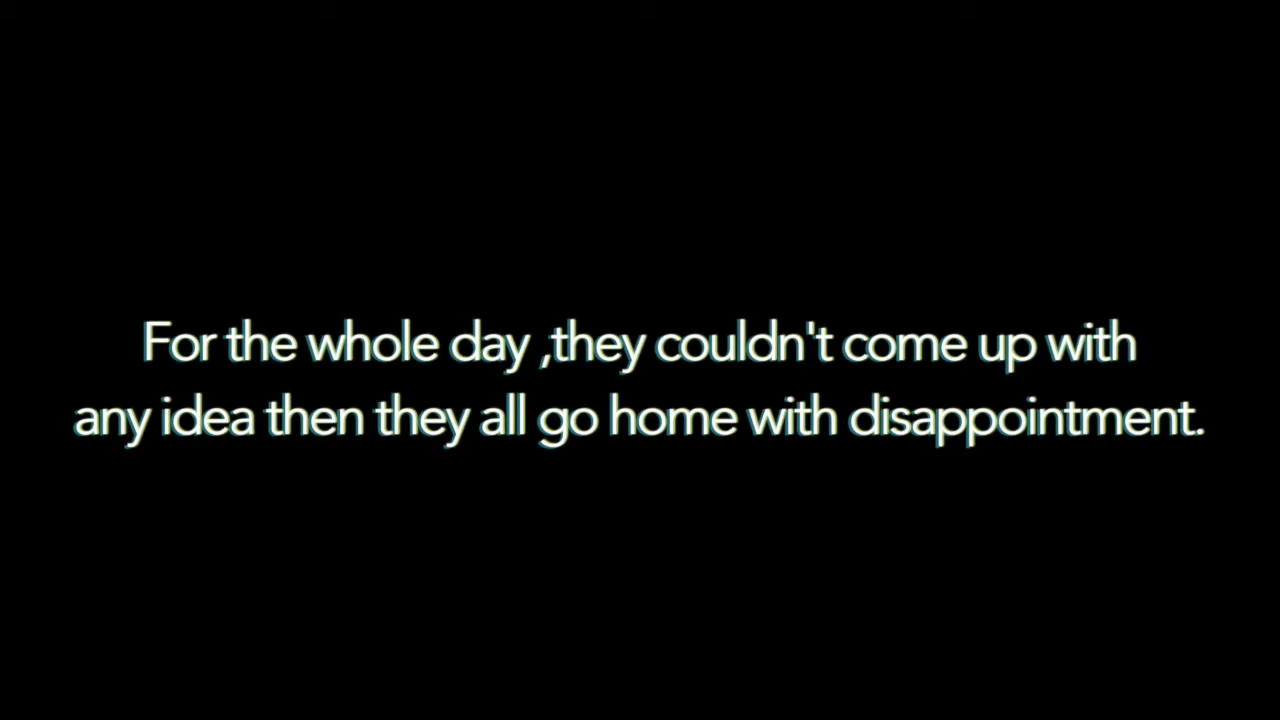 For the whole day ,they couldn't come up with
any idea then they all go home with disappointment.